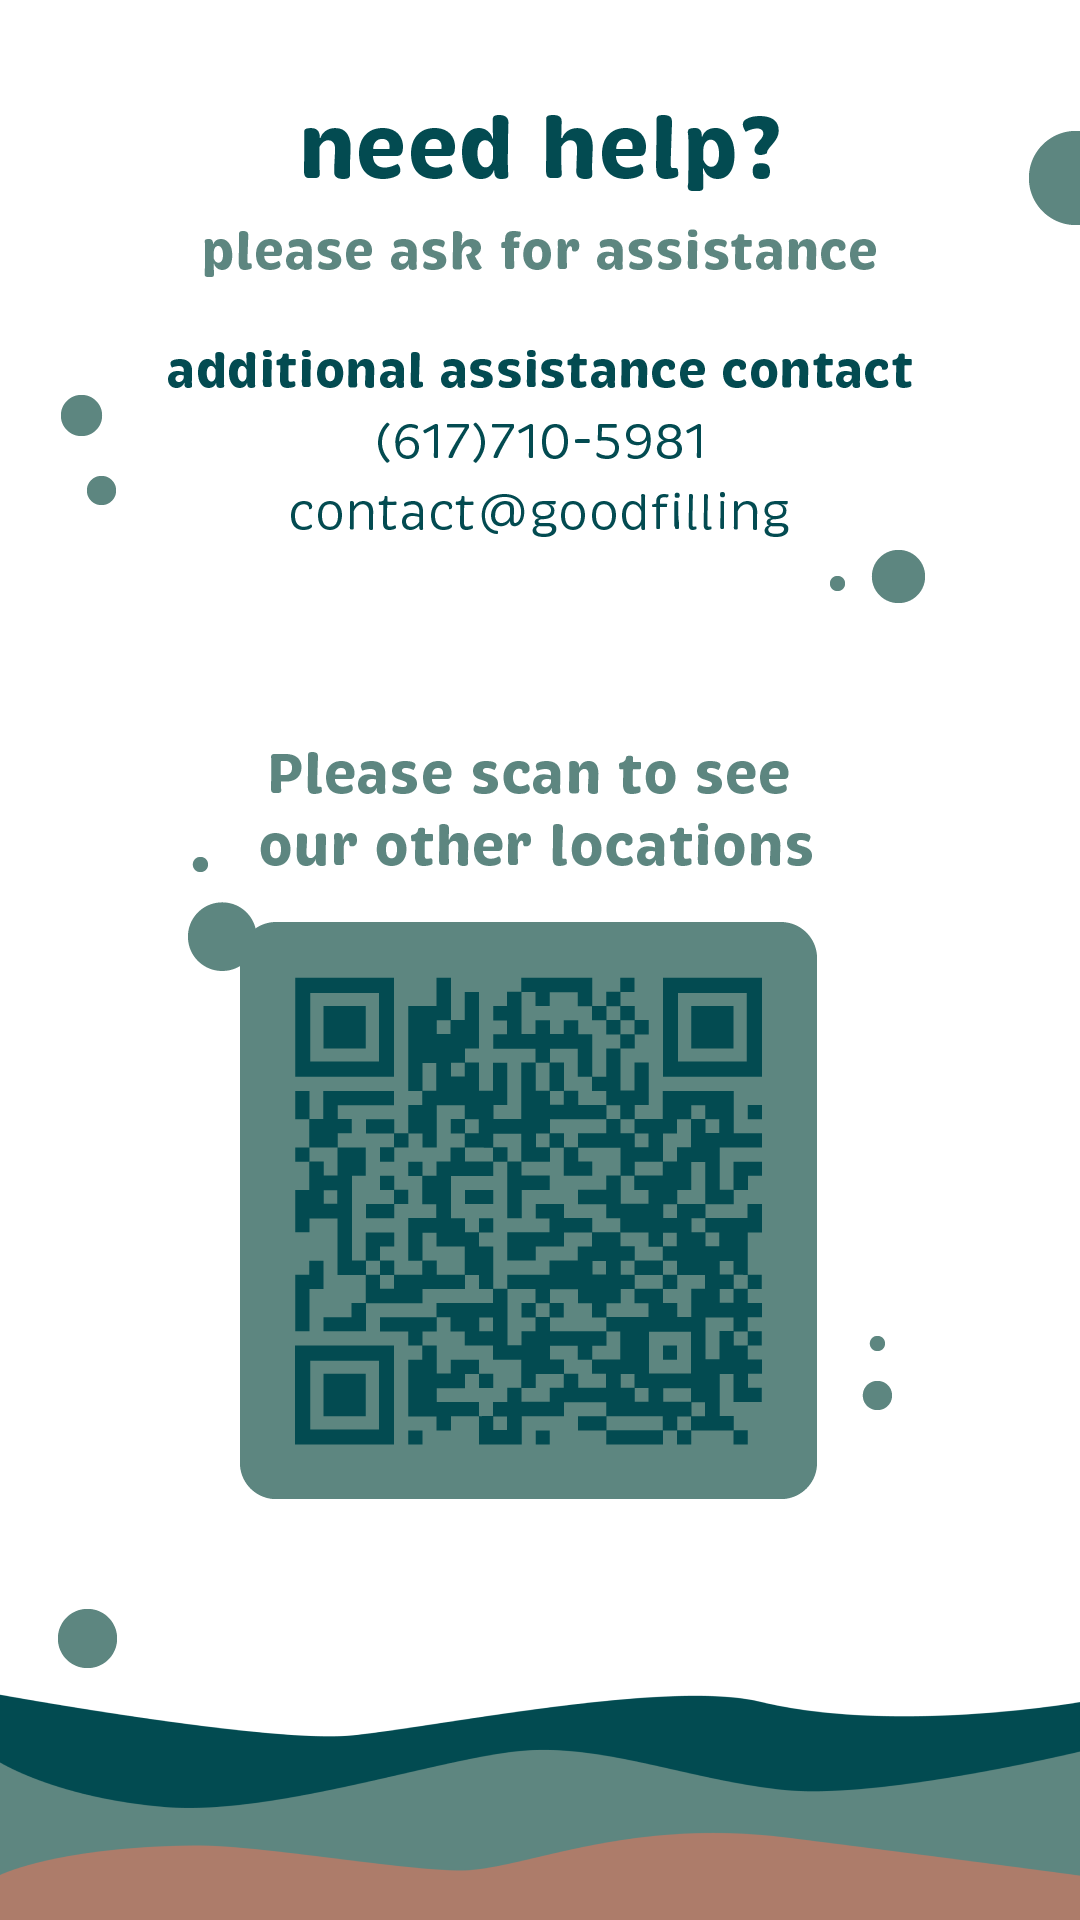 need help?
please ask for assistance
additional assistance contact
(617)710-5981
contact@goodfilling
Please scan to see
our other locations